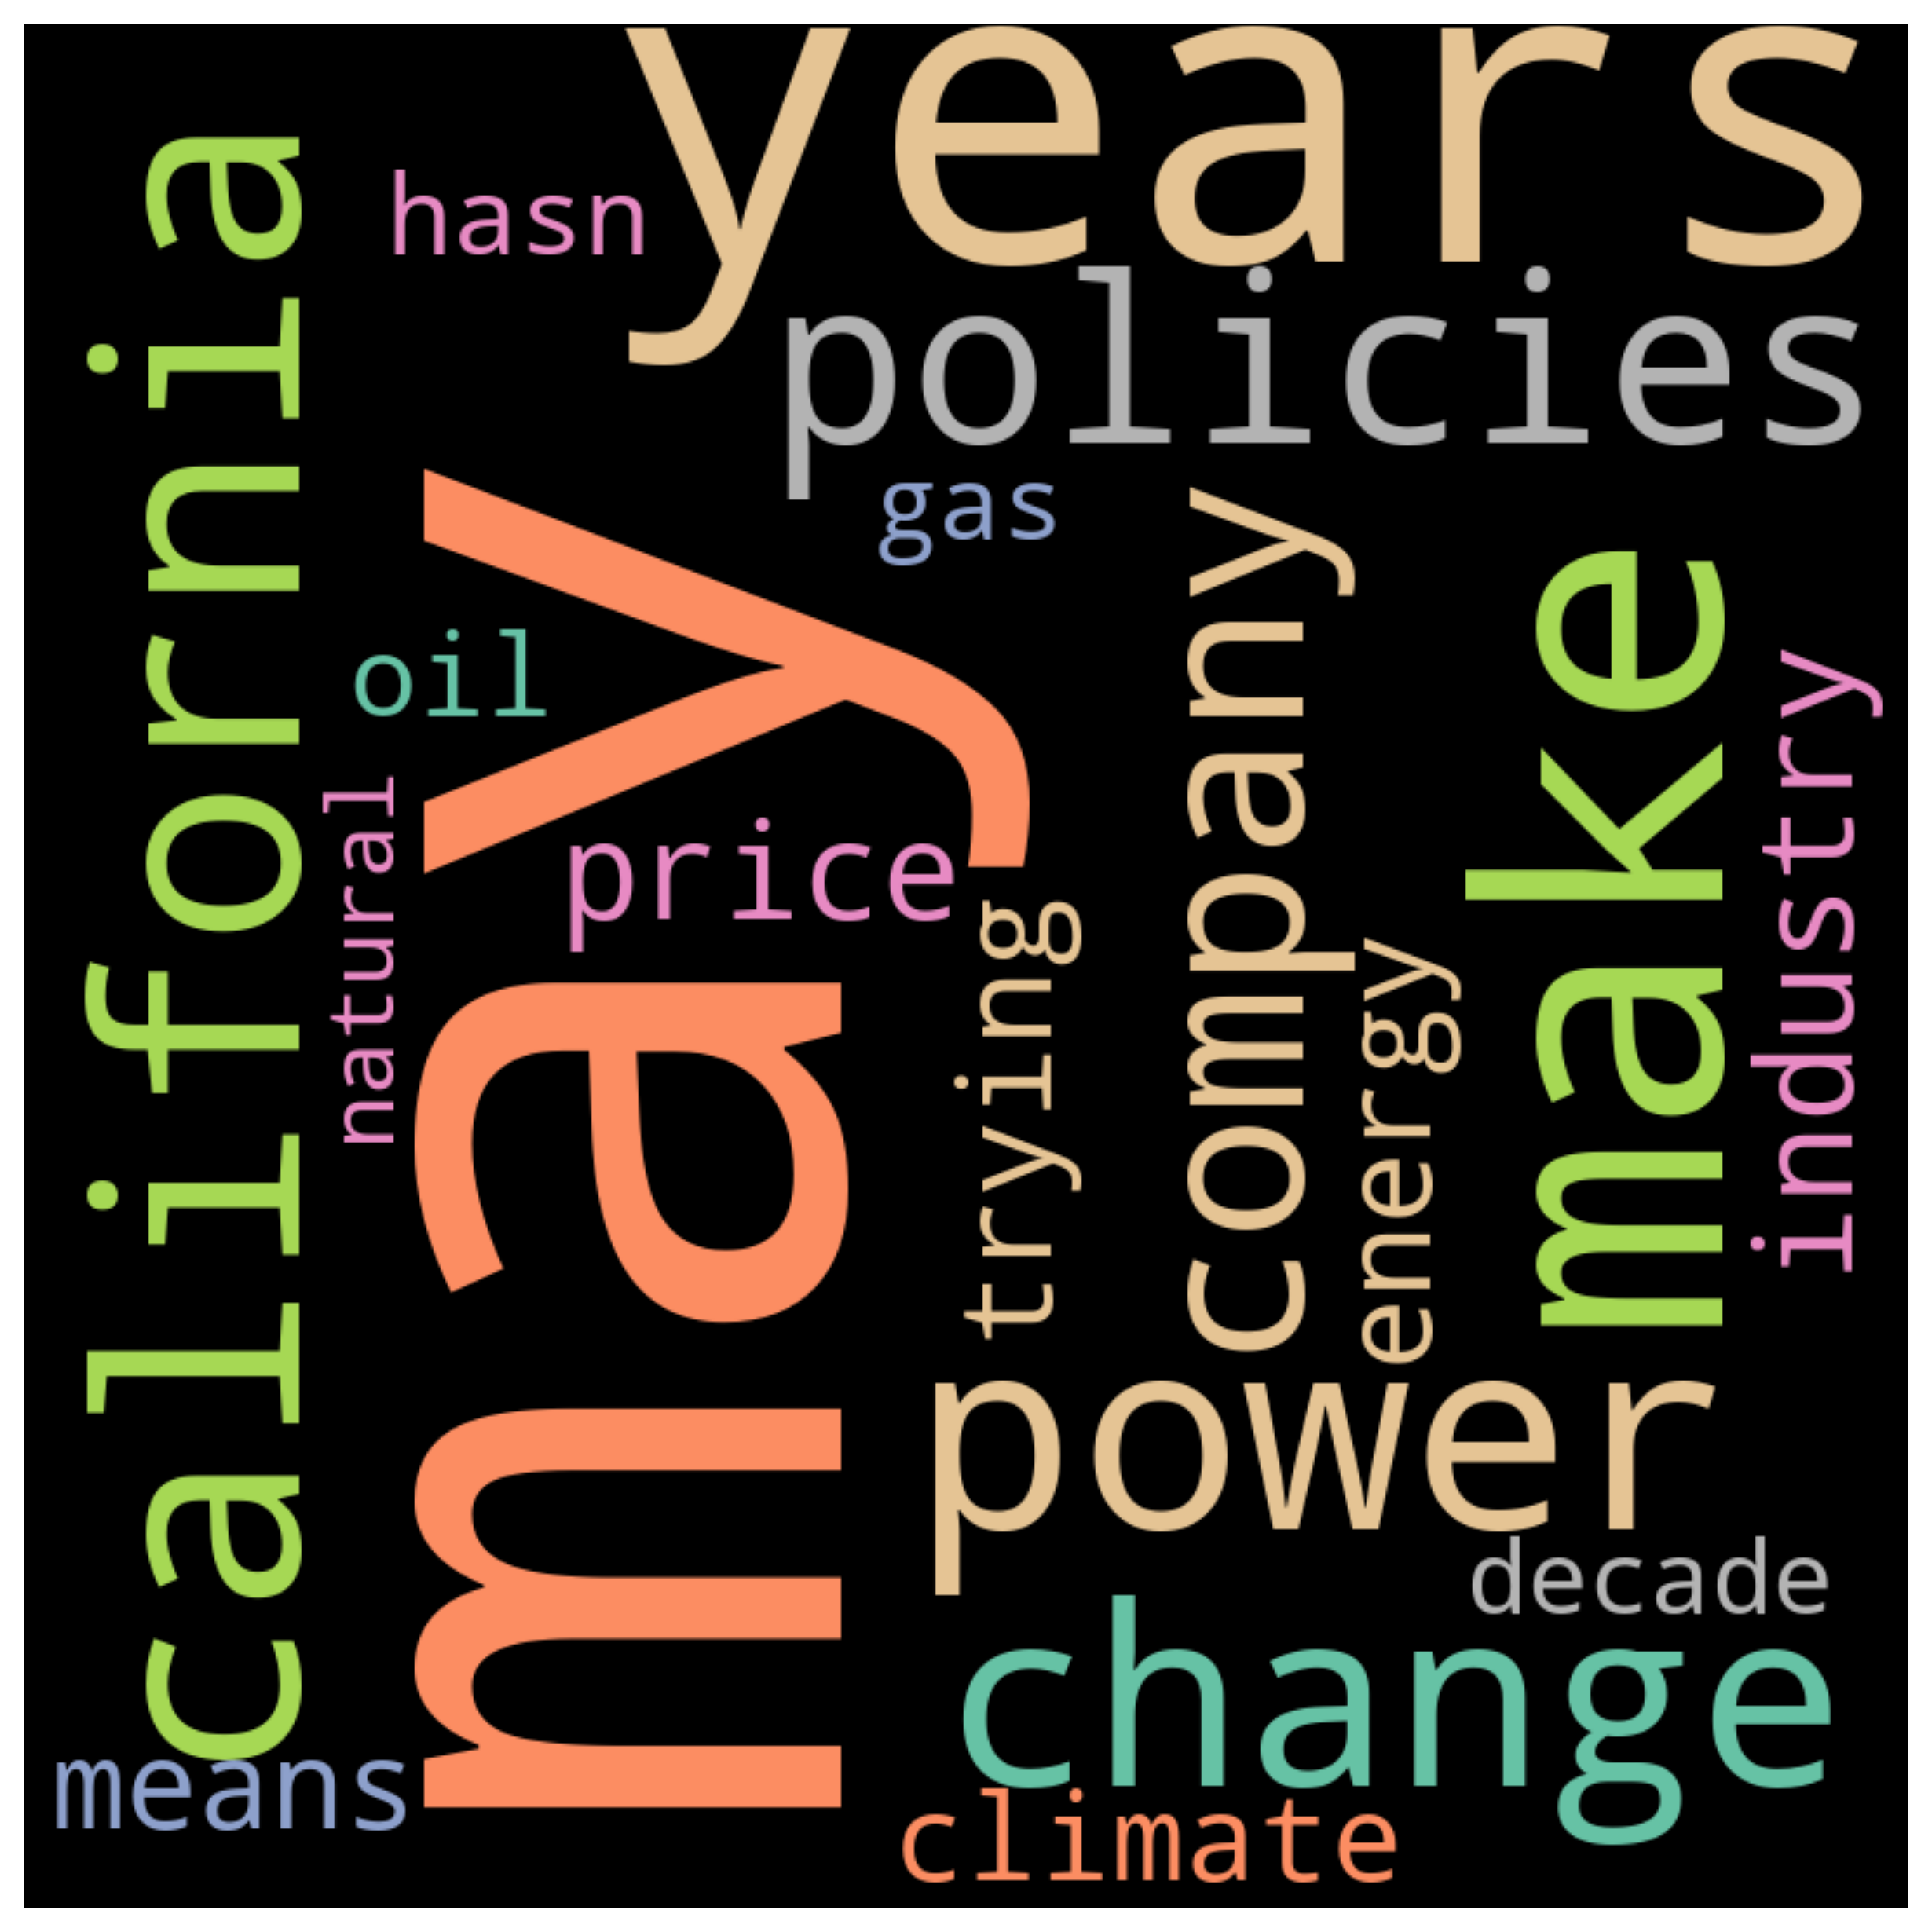 years
hasn
california
policies
gas
may
company
make
oil
industry
natural
price
trying
energy
power
decade
change
means
climate